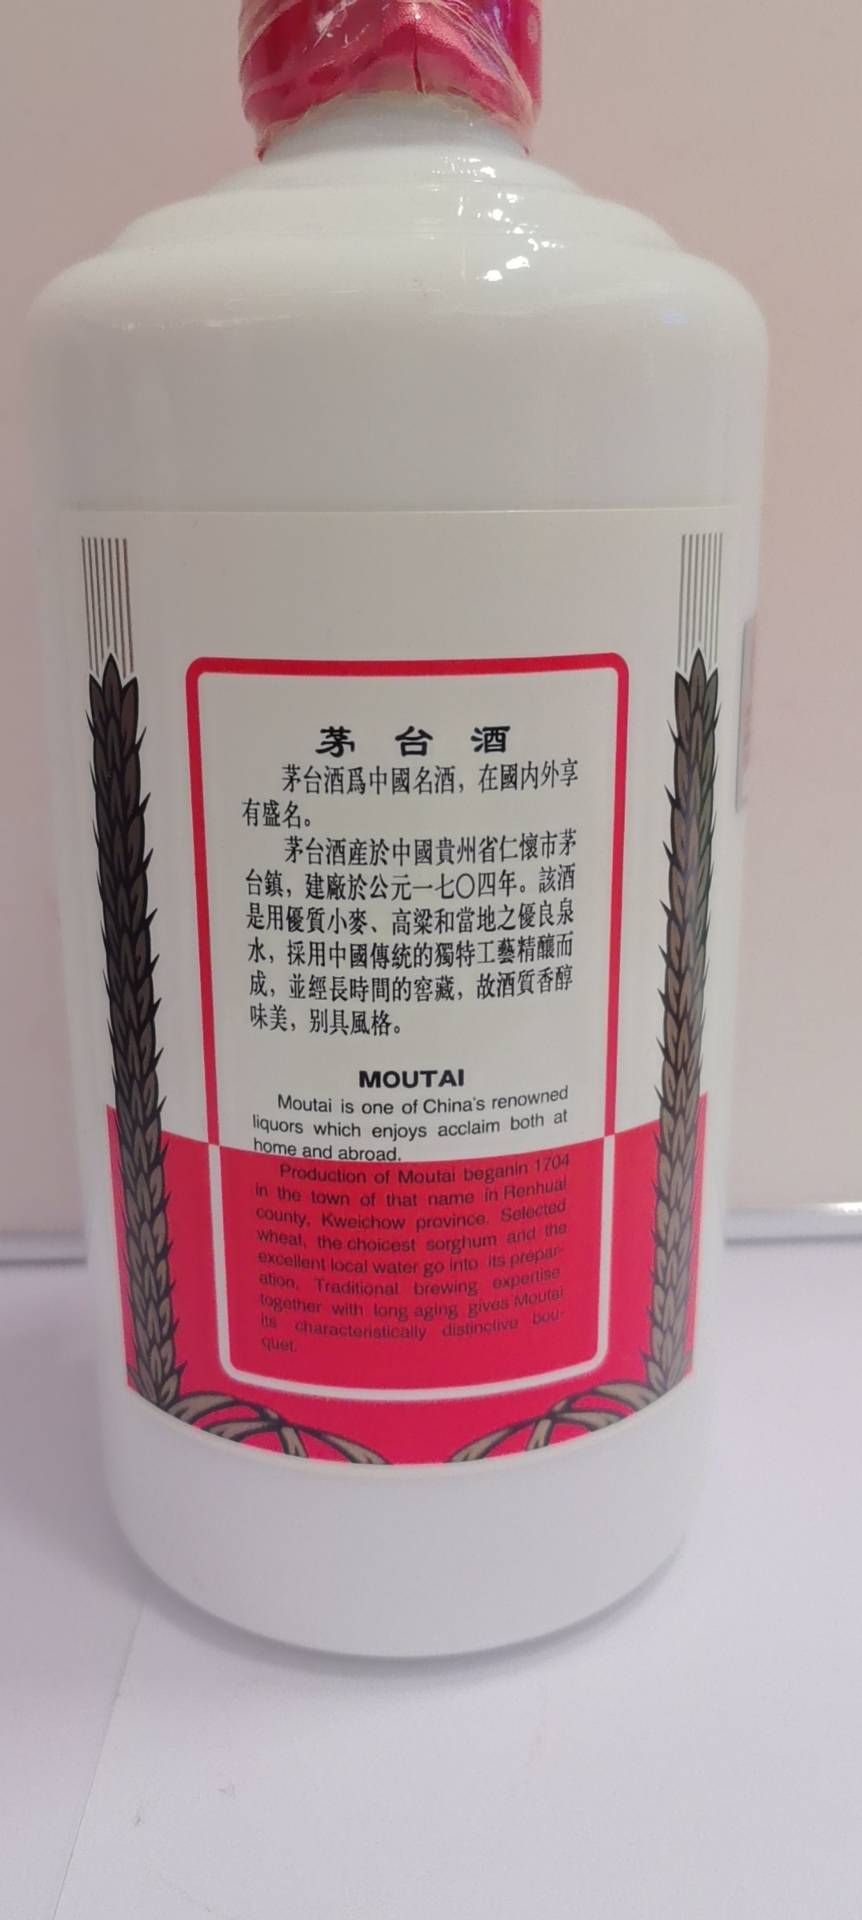 茅台酒
茅台酒爲中國名酒，在國内外享
有盛名。
茅台酒産於中國貴州省仁懷市茅
台鎮，建廠於公元一七〇四年。該酒
是用優質小麥、高粱和當地之優良泉
水，採用中國傳統的獨特工藝精釀而
成，並經長時間的窖藏，故酒質香醇
味美，别具風格。
MOUTAI
Moutai is one of China's renowned
liquors which enjoys acclaim both at
home and abroad.
Production of Moutai beganin 1704
in the town of that name in Renhuai
county, Kweichow province. Selected
wheat, the choicest sorghum and the
excellent local water go into its prepar-
ation. Traditional brewing expertise
together with long aging gives Moutai
its characteristically distinctive bou-
quet.